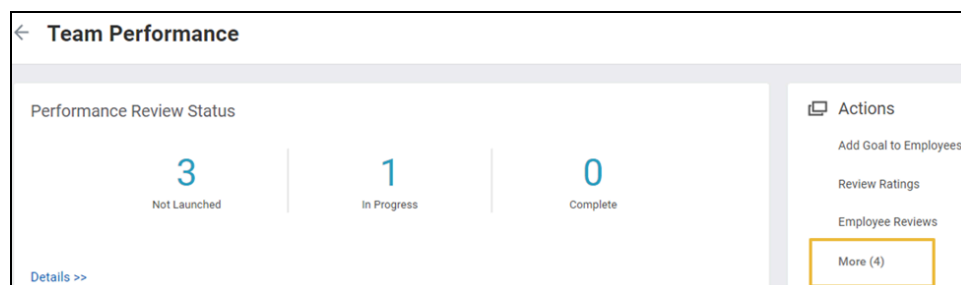 ← Team Performance
Performance Review Status
3
Not Launched
1
In Progress
0
Complete
Details >>
Actions
Add Goal to Employees
Review Ratings
Employee Reviews
More (4)